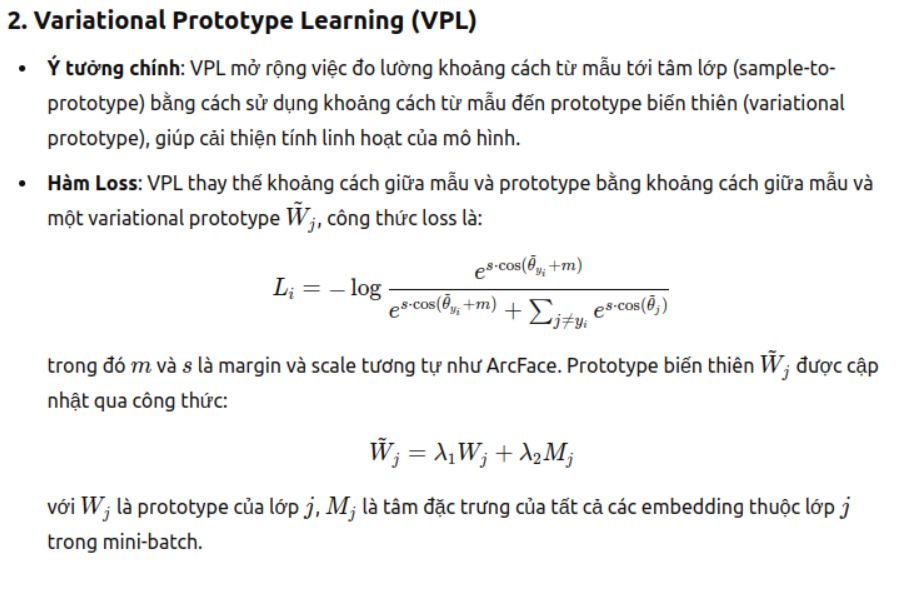 2. Variational Prototype Learning (VPL)
• Ý tưởng chính: VPL mở rộng việc đo lường khoảng cách từ mẫu tới tâm lớp (sample-to-
prototype) bằng cách sử dụng khoảng cách từ mẫu đến prototype biến thiên (variational
prototype), giúp cải thiện tính linh hoạt của mô hình.
• Hàm Loss: VPL thay thế khoảng cách giữa mẫu và prototype bằng khoảng cách giữa mẫu và
một variational prototype $\tilde{W}_j$, công thức loss là:
$L_i = -\log \frac{e^{s \cdot \cos(\tilde{\theta}_{y_i} + m)}}{e^{s \cdot \cos(\tilde{\theta}_{y_i} + m)} + \sum_{j \neq y_i} e^{s \cdot \cos(\tilde{\theta}_j)}}$
trong đó $m$ và $s$ là margin và scale tương tự như ArcFace. Prototype biến thiên $\tilde{W}_j$ được cập
nhật qua công thức:
$\tilde{W}_j = \lambda_1 W_j + \lambda_2 M_j$
với $W_j$ là prototype của lớp $j$, $M_j$ là tâm đặc trưng của tất cả các embedding thuộc lớp $j$
trong mini-batch.